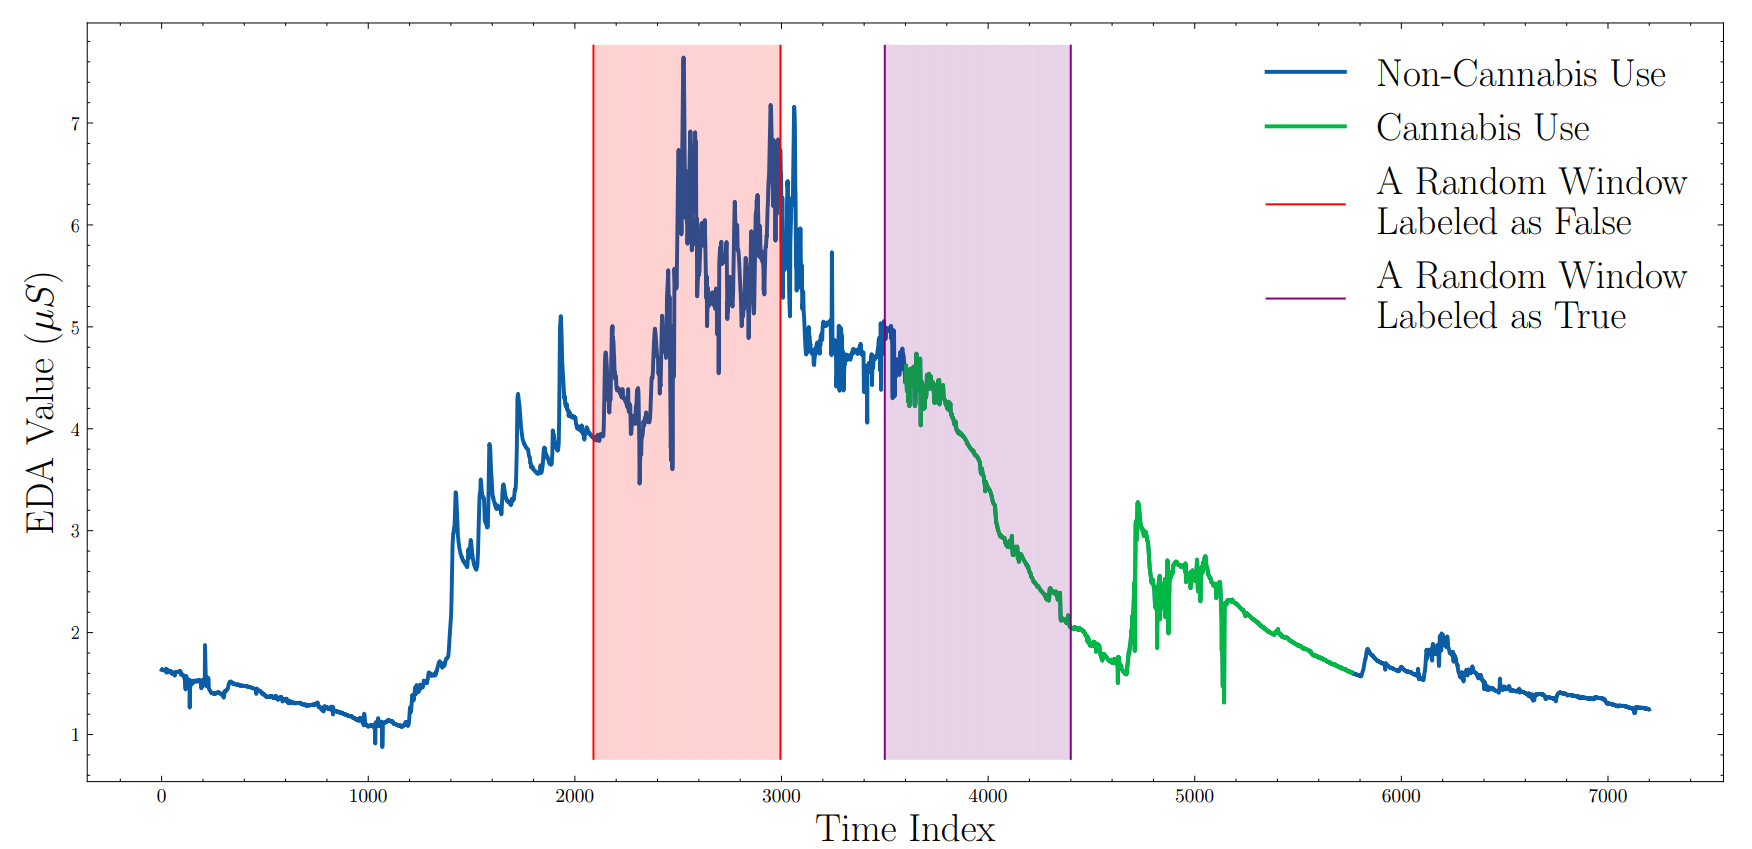 Non-Cannabis Use
Cannabis Use
A Random Window
Labeled as False
A Random Window
Labeled as True
7
6
5
4
3
2
1
EDA Value (μS)
0 1000 2000 3000 4000 5000 6000 7000
Time Index